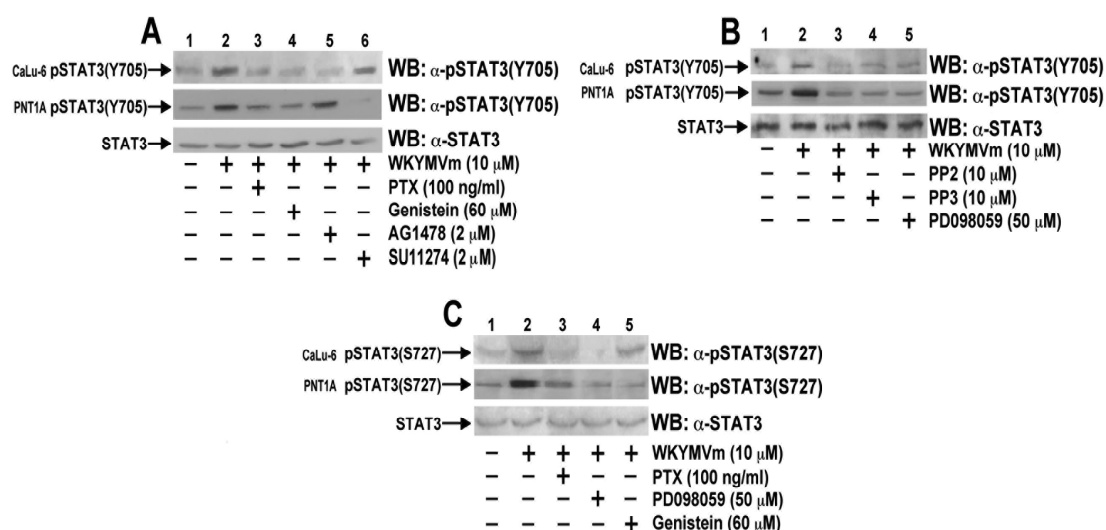 A
1 2 3 4 5 6
CaLu-6 pSTAT3(Y705) WB: α-pSTAT3(Y705)
PNT1A pSTAT3(Y705) WB: α-pSTAT3(Y705)
STAT3 WB: α-STAT3
– + + + + + WKYMVm (10 μM)
– – + – – – PTX (100 ng/ml)
– – – + – – Genistein (60 μM)
– – – – + – AG1478 (2 μM)
– – – – – + SU11274 (2 μM)
B
1 2 3 4 5
CaLu-6 pSTAT3(Y705) WB: α-pSTAT3(Y705)
PNT1A pSTAT3(Y705) WB: α-pSTAT3(Y705)
STAT3 WB: α-STAT3
– + + + + WKYMVm (10 μM)
– – + – – PP2 (10 μM)
– – – + – PP3 (10 μM)
– – – – + PD098059 (50 μM)
C
1 2 3 4 5
CaLu-6 pSTAT3(S727) WB: α-pSTAT3(S727)
PNT1A pSTAT3(S727) WB: α-pSTAT3(S727)
STAT3 WB: α-STAT3
– + + + + WKYMVm (10 μM)
– – + – – PTX (100 ng/ml)
– – – + – PD098059 (50 μM)
– – – – + Genistein (60 μM)